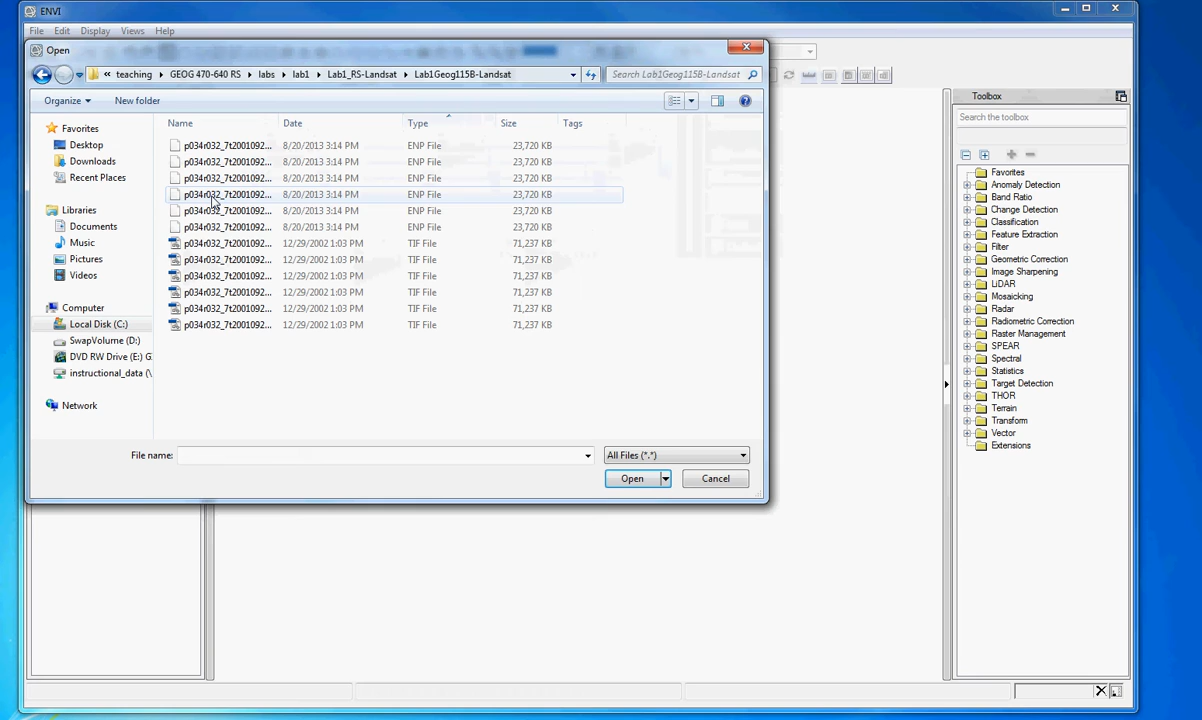 ENVI
File Edit Display Views Help
Open
« teaching GEOG 470-640 RS labs lab1 Lab1_RS-Landsat Lab1Geog115B-Landsat Search Lab1Geog115B-Landsat
Organize New folder
Name Date Type Size Tags
p034r032_7t2001092... 8/20/2013 3:14 PM ENP File 23,720 KB
p034r032_7t2001092... 8/20/2013 3:14 PM ENP File 23,720 KB
p034r032_7t2001092... 8/20/2013 3:14 PM ENP File 23,720 KB
p034r032_7t2001092... 8/20/2013 3:14 PM ENP File 23,720 KB
p034r032_7t2001092... 8/20/2013 3:14 PM ENP File 23,720 KB
p034r032_7t2001092... 8/20/2013 3:14 PM ENP File 23,720 KB
p034r032_7t2001092... 12/29/2002 1:03 PM TIF File 71,237 KB
p034r032_7t2001092... 12/29/2002 1:03 PM TIF File 71,237 KB
p034r032_7t2001092... 12/29/2002 1:03 PM TIF File 71,237 KB
p034r032_7t2001092... 12/29/2002 1:03 PM TIF File 71,237 KB
p034r032_7t2001092... 12/29/2002 1:03 PM TIF File 71,237 KB
p034r032_7t2001092... 12/29/2002 1:03 PM TIF File 71,237 KB
Favorites
Desktop
Downloads
Recent Places
Libraries
Documents
Music
Pictures
Videos
Computer
Local Disk (C:)
SwapVolume (D:)
DVD RW Drive (E:) G
instructional_data (\
Network
File name: All Files (*.*)
Open Cancel
Toolbox
Search the toolbox
Favorites
Anomaly Detection
Band Ratio
Change Detection
Classification
Feature Extraction
Filter
Geometric Correction
Image Sharpening
LiDAR
Mosaicking
Radar
Radiometric Correction
Raster Management
SPEAR
Spectral
Statistics
Target Detection
THOR
Terrain
Transform
Vector
Extensions